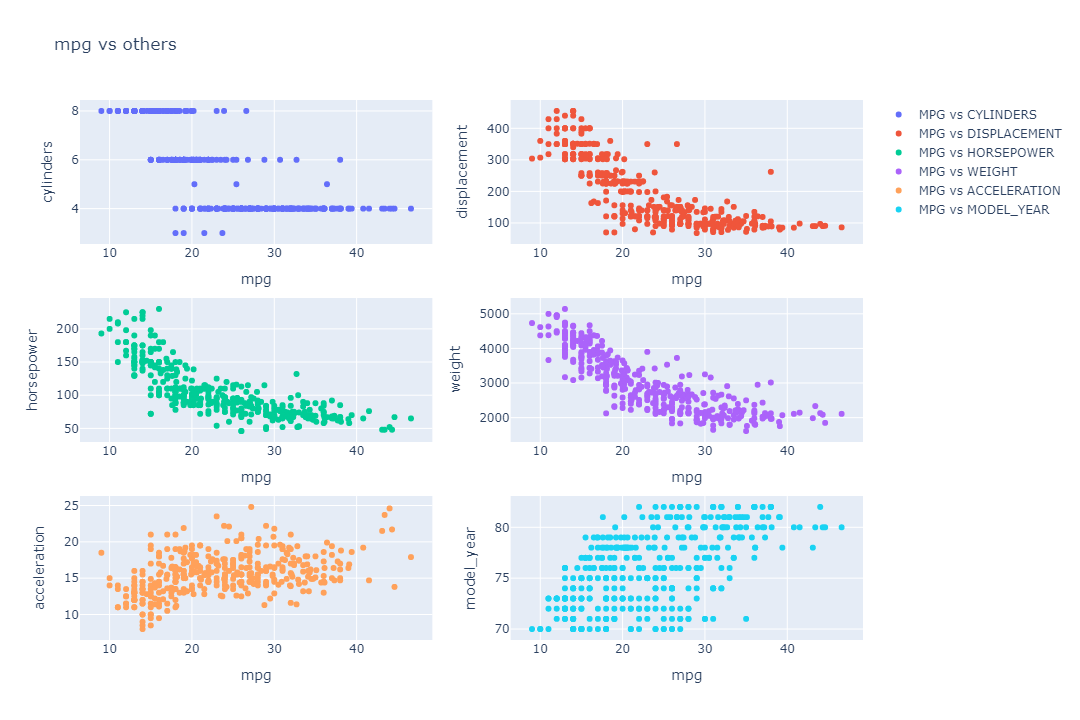 mpg vs others
8
6
4
cylinders
10 20 30 40
mpg
400
300
200
100
displacement
10 20 30 40
mpg
MPG vs CYLINDERS
MPG vs DISPLACEMENT
MPG vs HORSEPOWER
MPG vs WEIGHT
MPG vs ACCELERATION
MPG vs MODEL_YEAR
200
150
100
50
horsepower
10 20 30 40
mpg
5000
4000
3000
2000
weight
10 20 30 40
mpg
25
20
15
10
acceleration
10 20 30 40
mpg
80
75
70
model_year
10 20 30 40
mpg